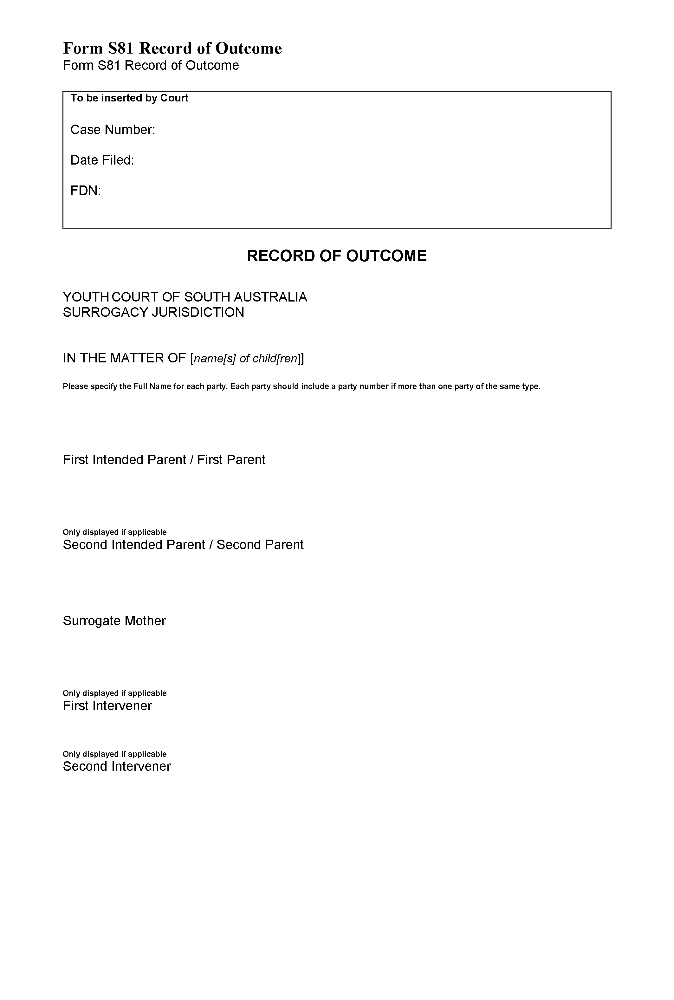 Form S81 Record of Outcome
Form S81 Record of Outcome
To be inserted by Court
Case Number:
Date Filed:
FDN:
RECORD OF OUTCOME
YOUTH COURT OF SOUTH AUSTRALIA
SURROGACY JURISDICTION
IN THE MATTER OF [name[s] of child[ren]]
Please specify the Full Name for each party. Each party should include a party number if more than one party of the same type.
First Intended Parent / First Parent
Only displayed if applicable
Second Intended Parent / Second Parent
Surrogate Mother
Only displayed if applicable
First Intervener
Only displayed if applicable
Second Intervener